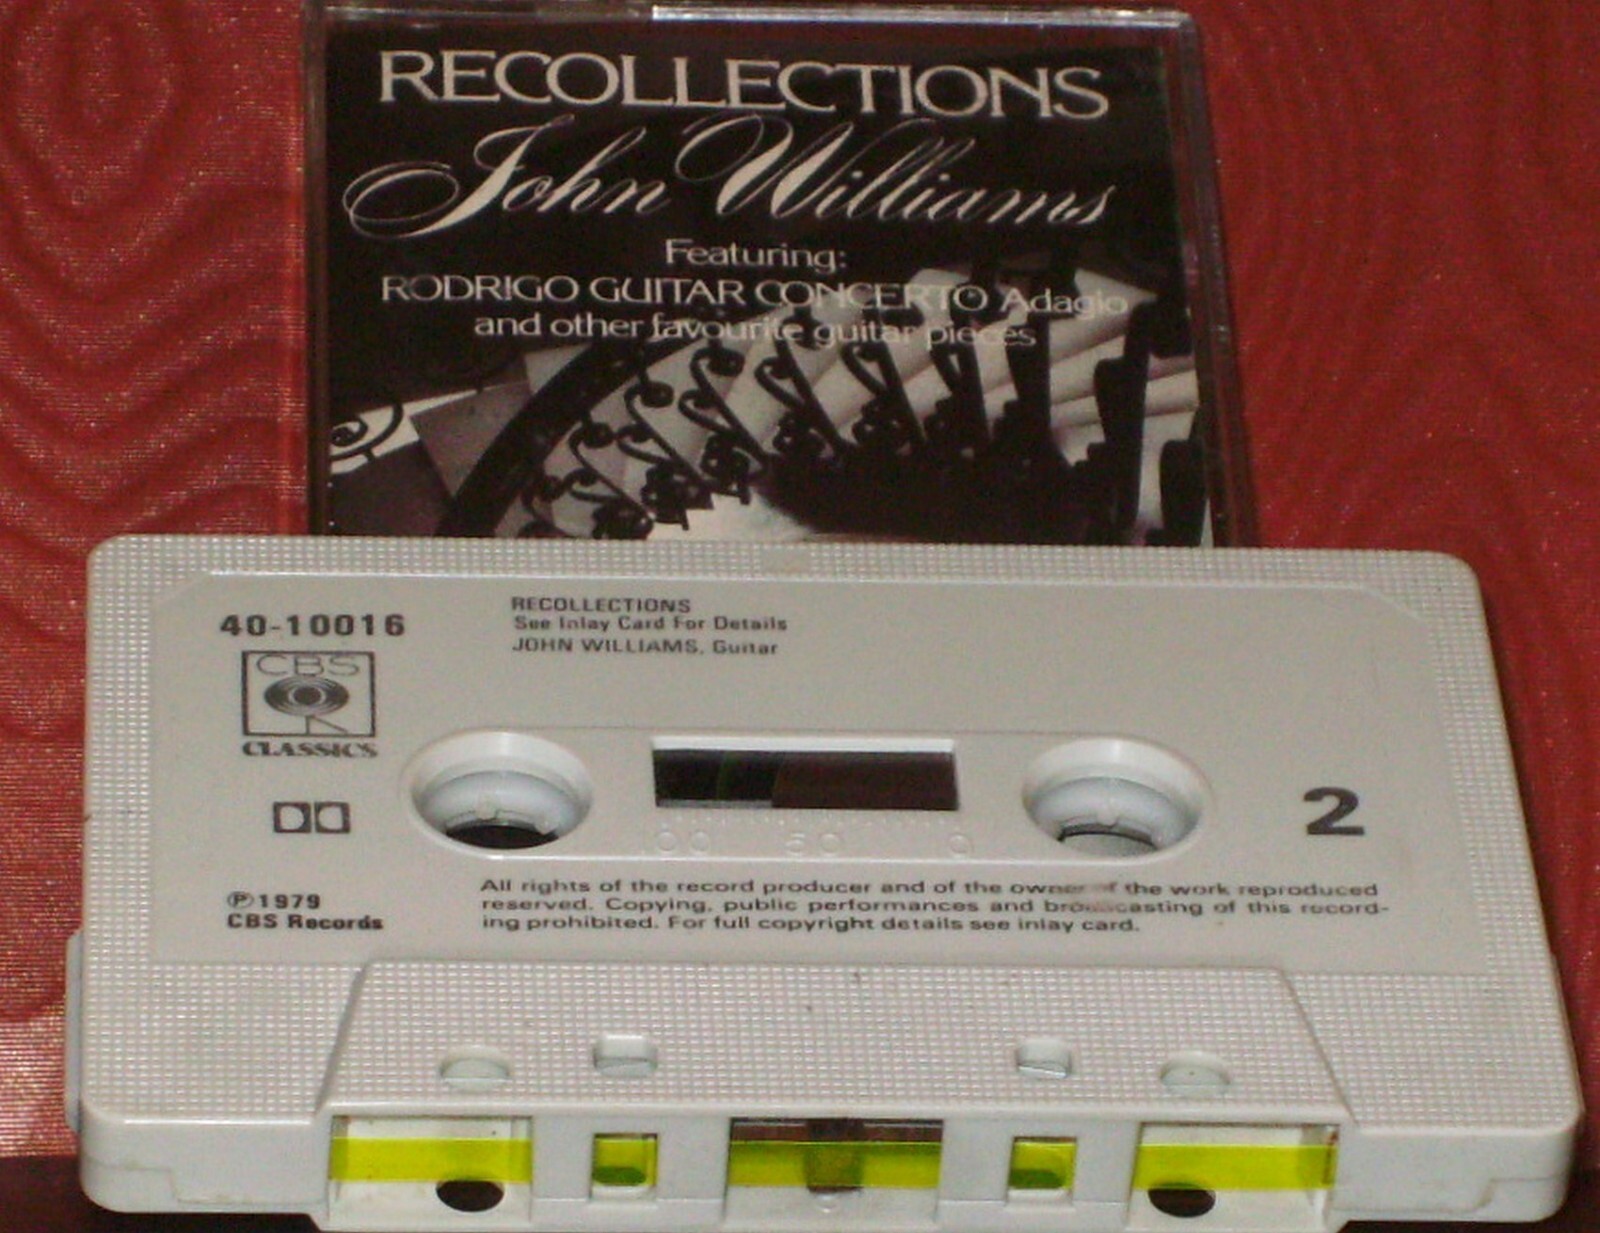 RECOLLECTIONS
John Williams
Featuring:
RODRIGO GUITAR CONCERTO Adagio
and other favourite guitar pieces
40-10016
CBS
CLASSICS
RECOLLECTIONS
See Inlay Card For Details
JOHN WILLIAMS, Guitar
100 50 0
2
℗ 1979
CBS Records
All rights of the record producer and of the owner of the work reproduced
reserved. Copying, public performances and broadcasting of this record-
ing prohibited. For full copyright details see inlay card.